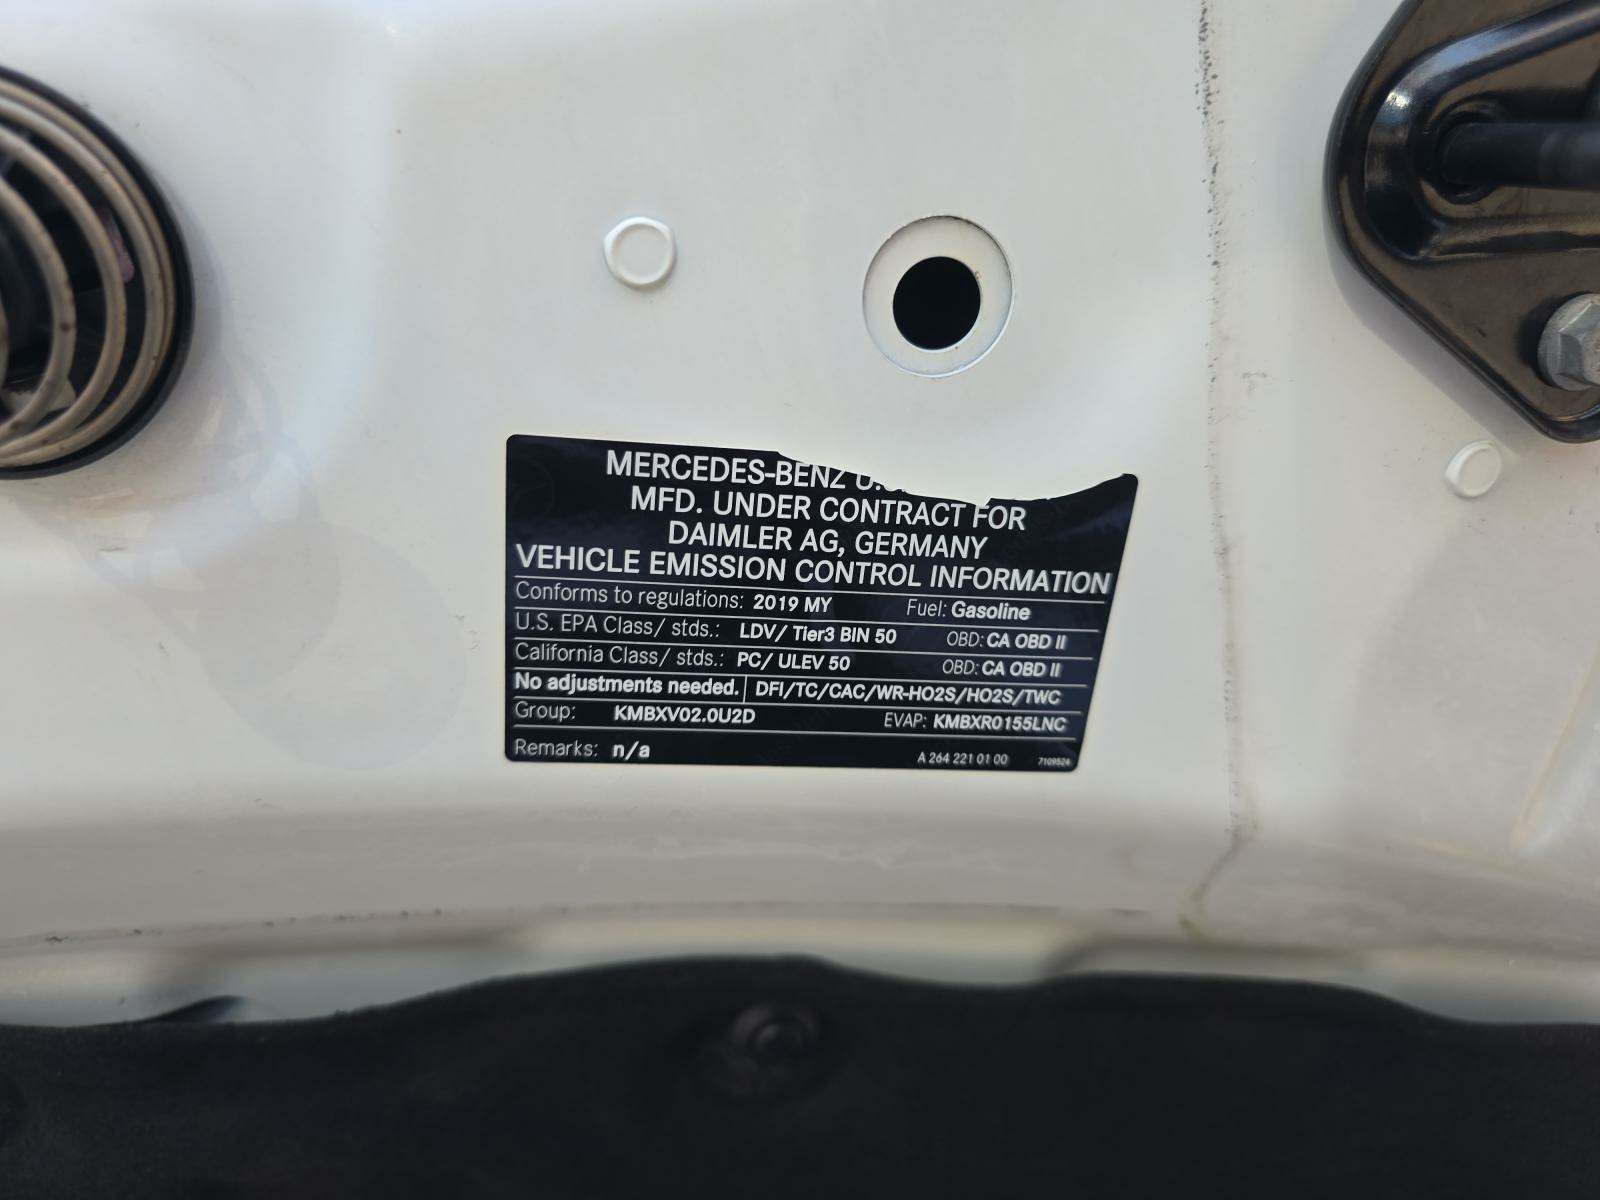 MERCEDES-BENZ U.S.
MFD. UNDER CONTRACT FOR
DAIMLER AG, GERMANY
VEHICLE EMISSION CONTROL INFORMATION
Conforms to regulations: 2019 MY Fuel: Gasoline
U.S. EPA Class/ stds.: LDV/ Tier3 BIN 50 OBD: CA OBD II
California Class/ stds.: PC/ ULEV 50 OBD: CA OBD II
No adjustments needed. DFI/TC/CAC/WR-HO2S/HO2S/TWC
Group: KMBXV02.0U2D EVAP: KMBXR0155LNC
Remarks: n/a A 264 221 01 00 7109524